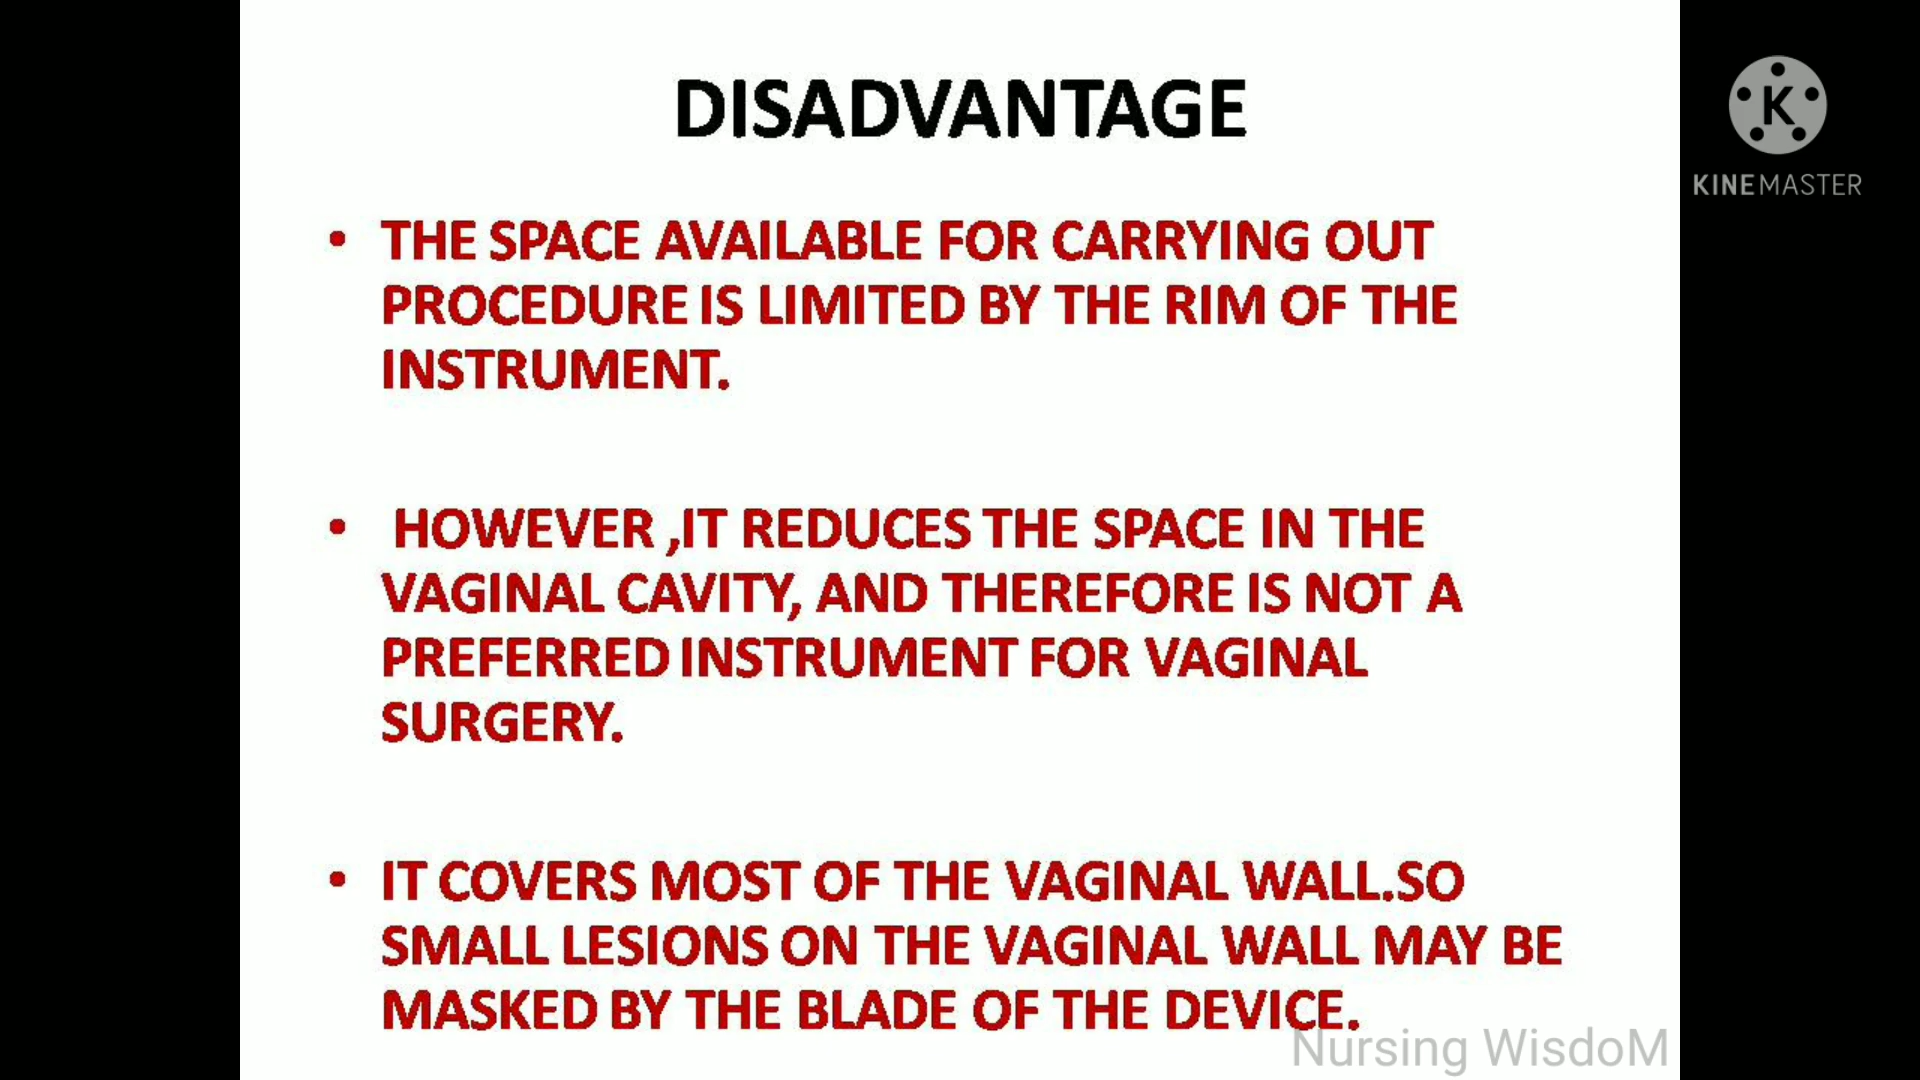 DISADVANTAGE
K
KINEMASTER
• THE SPACE AVAILABLE FOR CARRYING OUT
PROCEDURE IS LIMITED BY THE RIM OF THE
INSTRUMENT.
• HOWEVER ,IT REDUCES THE SPACE IN THE
VAGINAL CAVITY, AND THEREFORE IS NOT A
PREFERRED INSTRUMENT FOR VAGINAL
SURGERY.
• IT COVERS MOST OF THE VAGINAL WALL.SO
SMALL LESIONS ON THE VAGINAL WALL MAY BE
MASKED BY THE BLADE OF THE DEVICE.
Nursing WisdoM